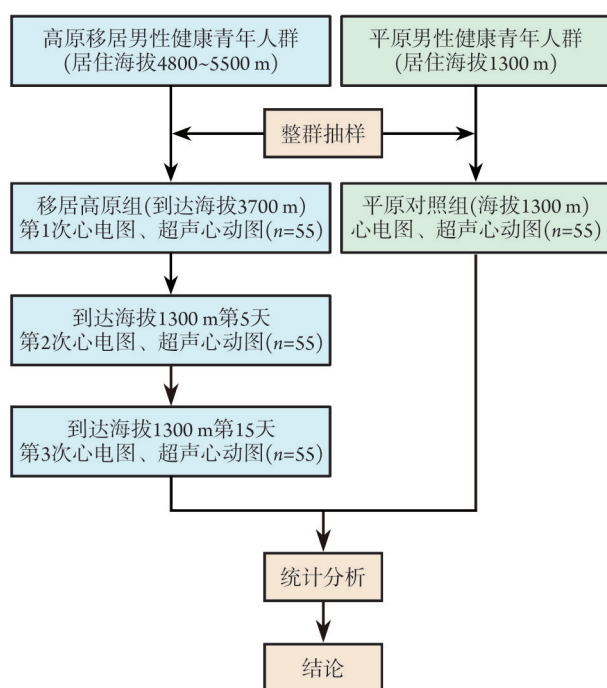 高原移居男性健康青年人群
(居住海拔4800~5500 m)
平原男性健康青年人群
(居住海拔1300 m)
整群抽样
移居高原组(到达海拔3700 m)
第1次心电图、超声心动图(n=55)
平原对照组(海拔1300 m)
心电图、超声心动图(n=55)
到达海拔1300 m第5天
第2次心电图、超声心动图(n=55)
到达海拔1300 m第15天
第3次心电图、超声心动图(n=55)
统计分析
结论